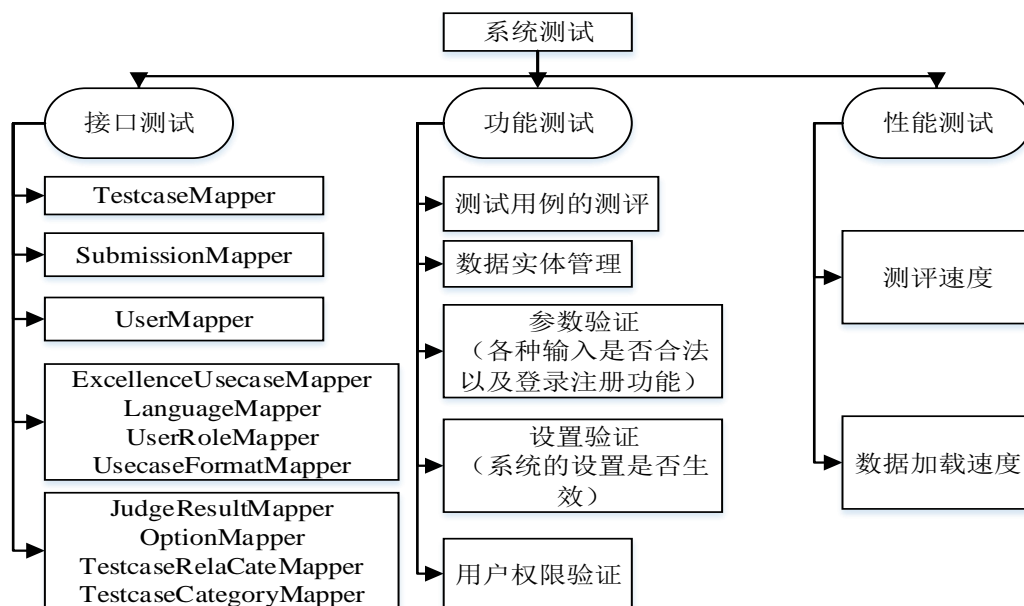 系统测试
接口测试
功能测试
性能测试
TestcaseMapper
SubmissionMapper
UserMapper
ExcellenceUsecaseMapper
LanguageMapper
UserRoleMapper
UsecaseFormatMapper
JudgeResultMapper
OptionMapper
TestcaseRelaCateMapper
TestcaseCategoryMapper
测试用例的测评
数据实体管理
参数验证
（各种输入是否合法
以及登录注册功能）
设置验证
（系统的设置是否生
效）
用户权限验证
测评速度
数据加载速度